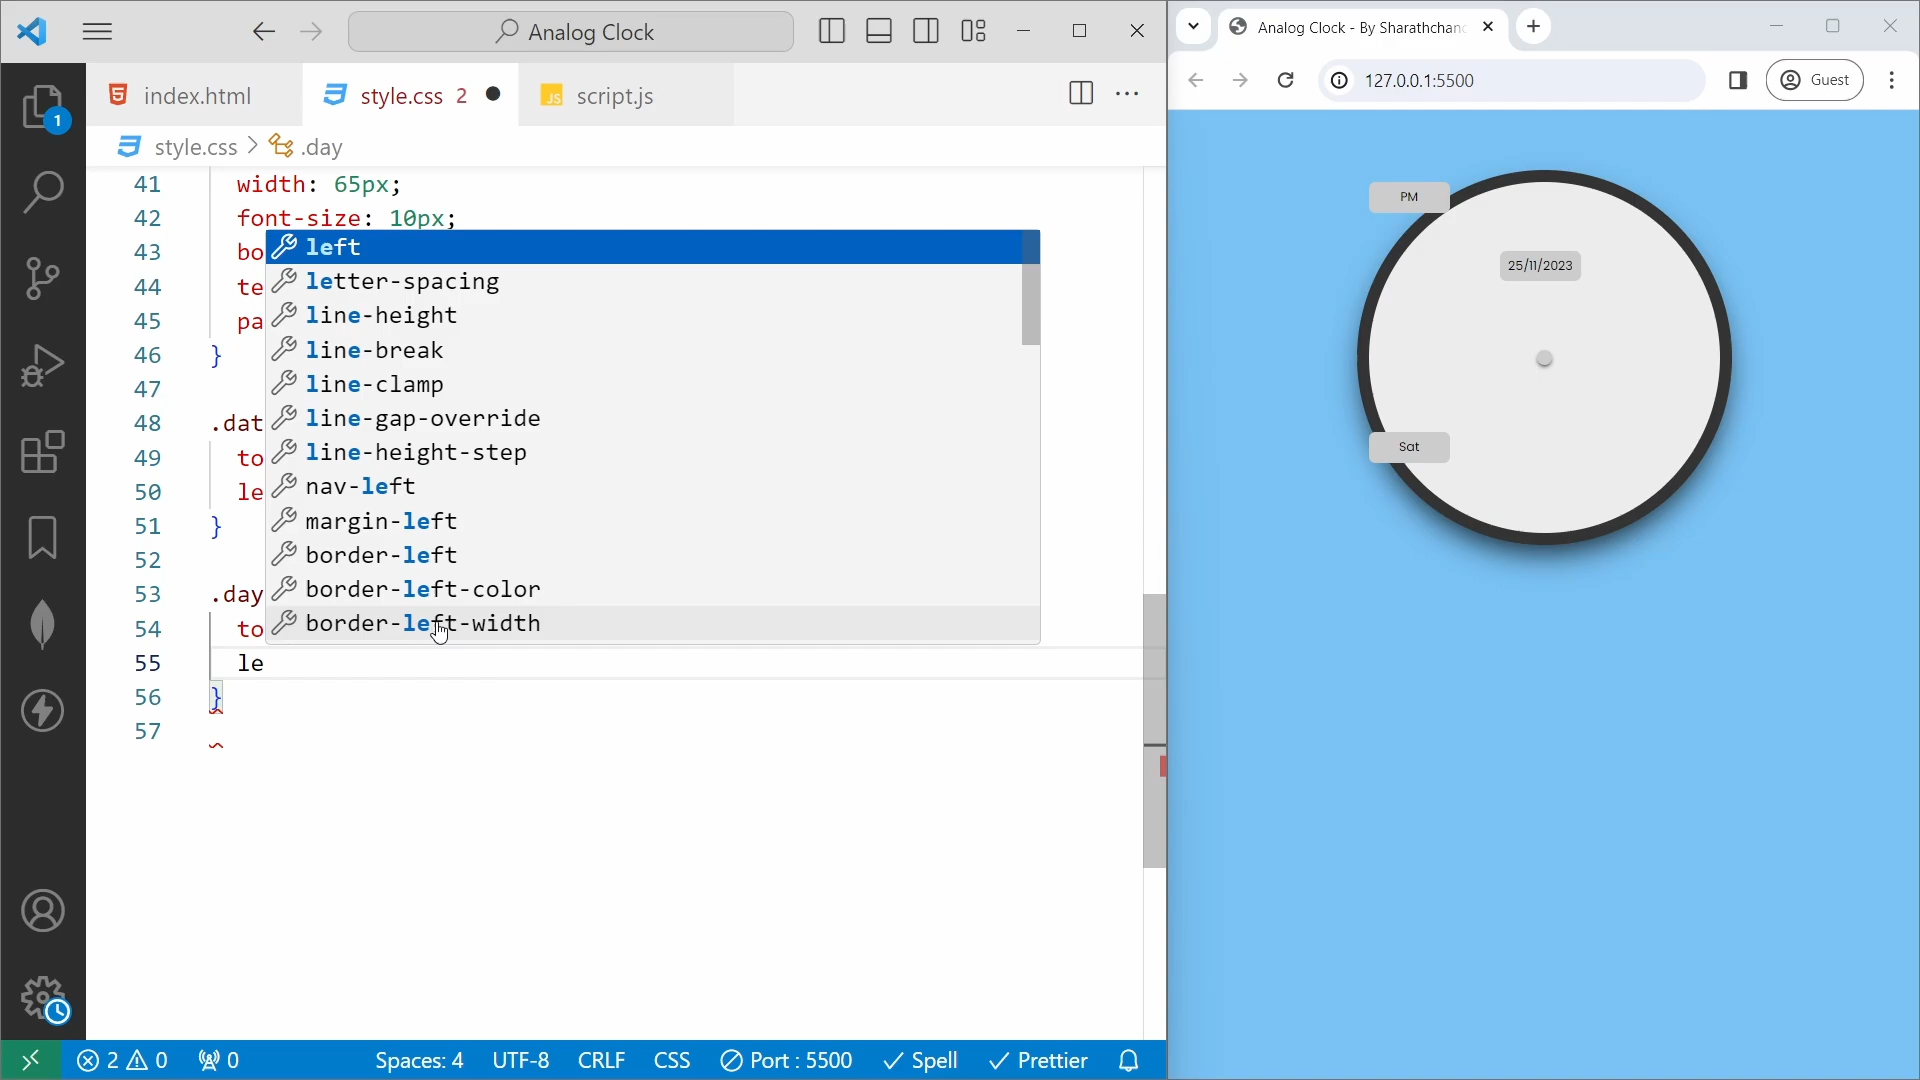 Analog Clock
index.html
style.css 2
script.js
style.css > .day
41 width: 65px;
42 font-size: 10px;
43 bo
44 te
45 pa
46 }
47
48 .dat
49 to
50 le
51 }
52
53 .day
54 to
55 le
56 }
57
left
letter-spacing
line-height
line-break
line-clamp
line-gap-override
line-height-step
nav-left
margin-left
border-left
border-left-color
border-left-width
1
2 0
0
Spaces: 4
UTF-8
CRLF
CSS
Port : 5500
Spell
Prettier
Analog Clock - By Sharathchan
127.0.0.1:5500
Guest
PM
25/11/2023
Sat